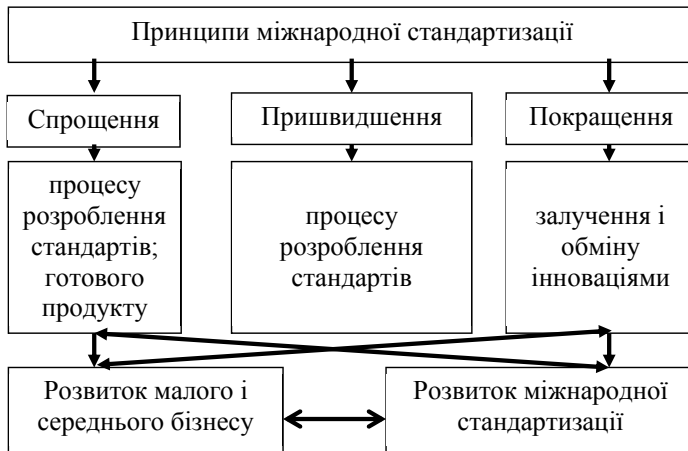 Принципи міжнародної стандартизації
Спрощення
Пришвидшення
Покращення
процесу
розроблення
стандартів;
готового
продукту
процесу
розроблення
стандартів
залучення і
обміну
інноваціями
Розвиток малого і
середнього бізнесу
Розвиток міжнародної
стандартизації